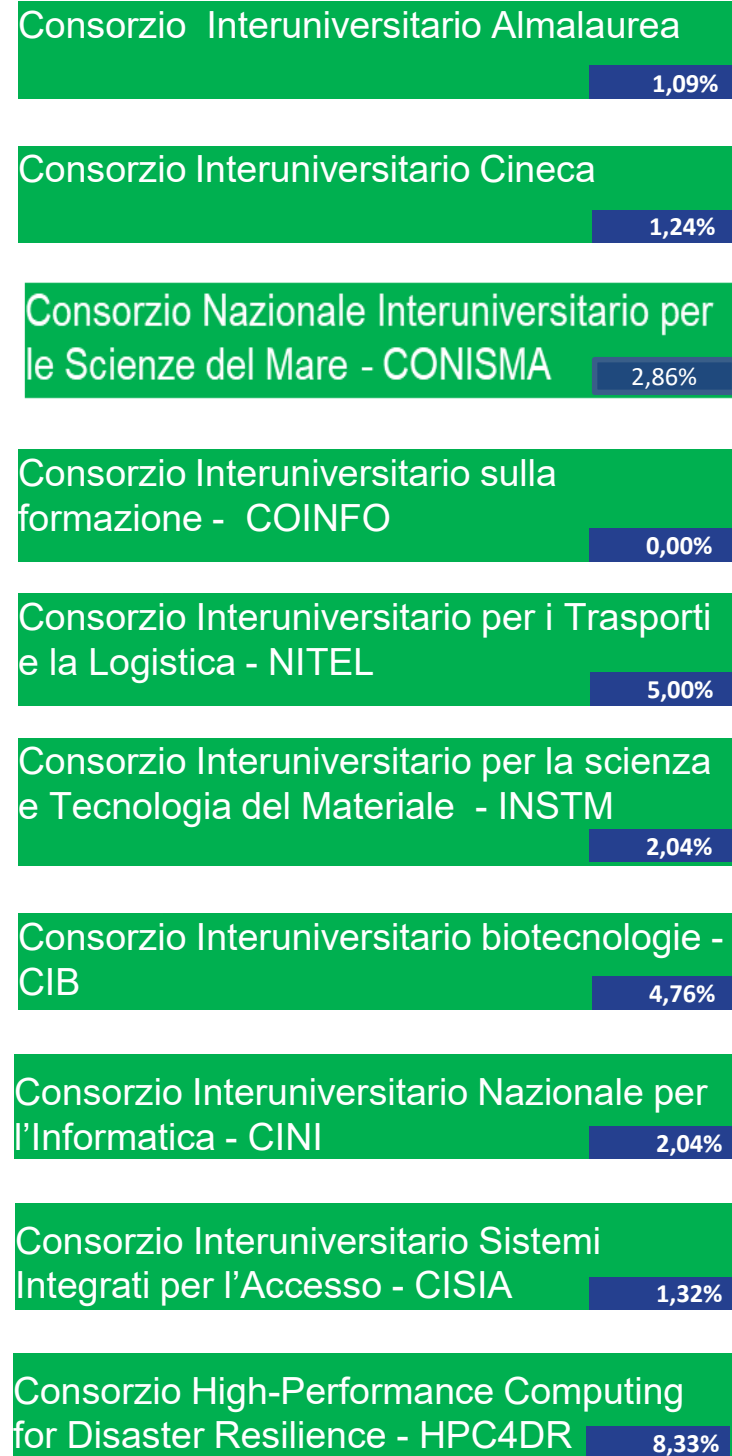 Consorzio  Interuniversitario Almalaurea
1,09%
Consorzio Interuniversitario Cineca
1,24%
Consorzio Nazionale Interuniversitario per
le Scienze del Mare - CONISMA
2,86%
Consorzio Interuniversitario sulla
formazione -  COINFO
0,00%
Consorzio Interuniversitario per i Trasporti
e la Logistica - NITEL
5,00%
Consorzio Interuniversitario per la scienza
e Tecnologia del Materiale  - INSTM
2,04%
Consorzio Interuniversitario biotecnologie -
CIB
4,76%
Consorzio Interuniversitario Nazionale per
l’Informatica - CINI
2,04%
Consorzio Interuniversitario Sistemi
Integrati per l’Accesso - CISIA
1,32%
Consorzio High-Performance Computing
for Disaster Resilience - HPC4DR
8,33%